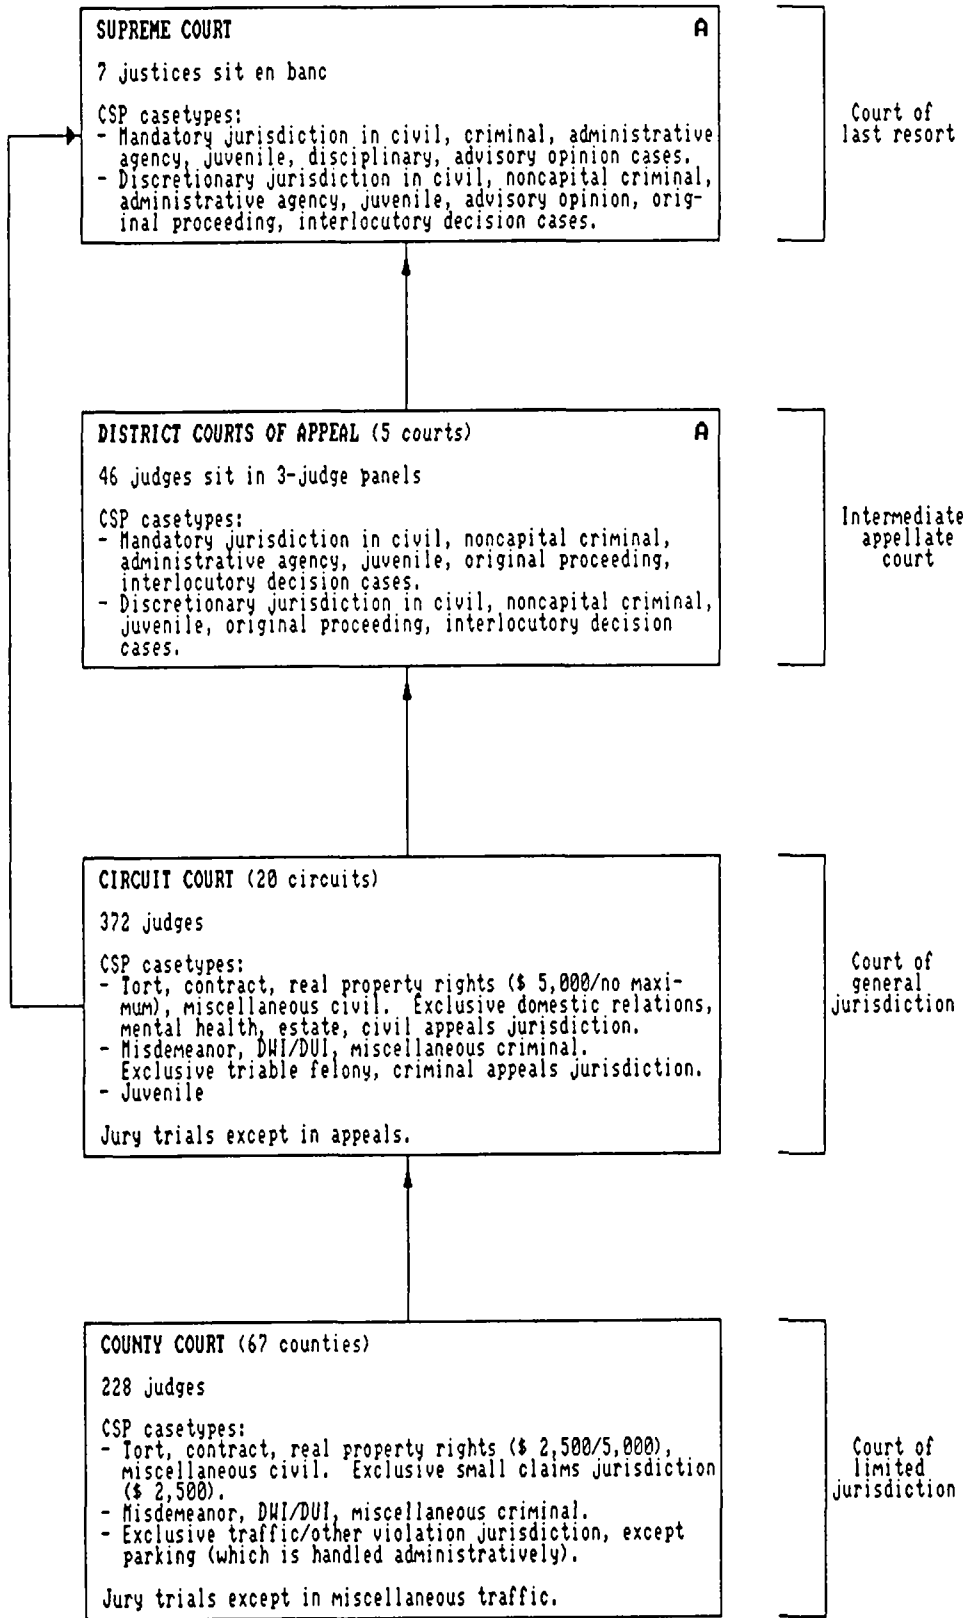 SUPREME COURT A
7 justices sit en banc
CSP casetypes:
- Mandatory jurisdiction in civil, criminal, administrative
agency, juvenile, disciplinary, advisory opinion cases.
- Discretionary jurisdiction in civil, noncapital criminal,
administrative agency, juvenile, advisory opinion, orig-
inal proceeding, interlocutory decision cases.
Court of
last resort
DISTRICT COURTS OF APPEAL (5 courts) A
46 judges sit in 3-judge panels
CSP casetypes:
- Mandatory jurisdiction in civil, noncapital criminal,
administrative agency, juvenile, original proceeding,
interlocutory decision cases.
- Discretionary jurisdiction in civil, noncapital criminal,
juvenile, original proceeding, interlocutory decision
cases.
Intermediate
appellate
court
CIRCUIT COURT (20 circuits)
372 judges
CSP casetypes:
- Tort, contract, real property rights ($ 5,000/no maxi-
mum), miscellaneous civil. Exclusive domestic relations,
mental health, estate, civil appeals jurisdiction.
- Misdemeanor, DWI/DUI, miscellaneous criminal.
Exclusive triable felony, criminal appeals jurisdiction.
- Juvenile
Jury trials except in appeals.
Court of
general
jurisdiction
COUNTY COURT (67 counties)
228 judges
CSP casetypes:
- Tort, contract, real property rights ($ 2,500/5,000),
miscellaneous civil. Exclusive small claims jurisdiction
($ 2,500).
- Misdemeanor, DWI/DUI, miscellaneous criminal.
- Exclusive traffic/other violation jurisdiction, except
parking (which is handled administratively).
Jury trials except in miscellaneous traffic.
Court of
limited
jurisdiction